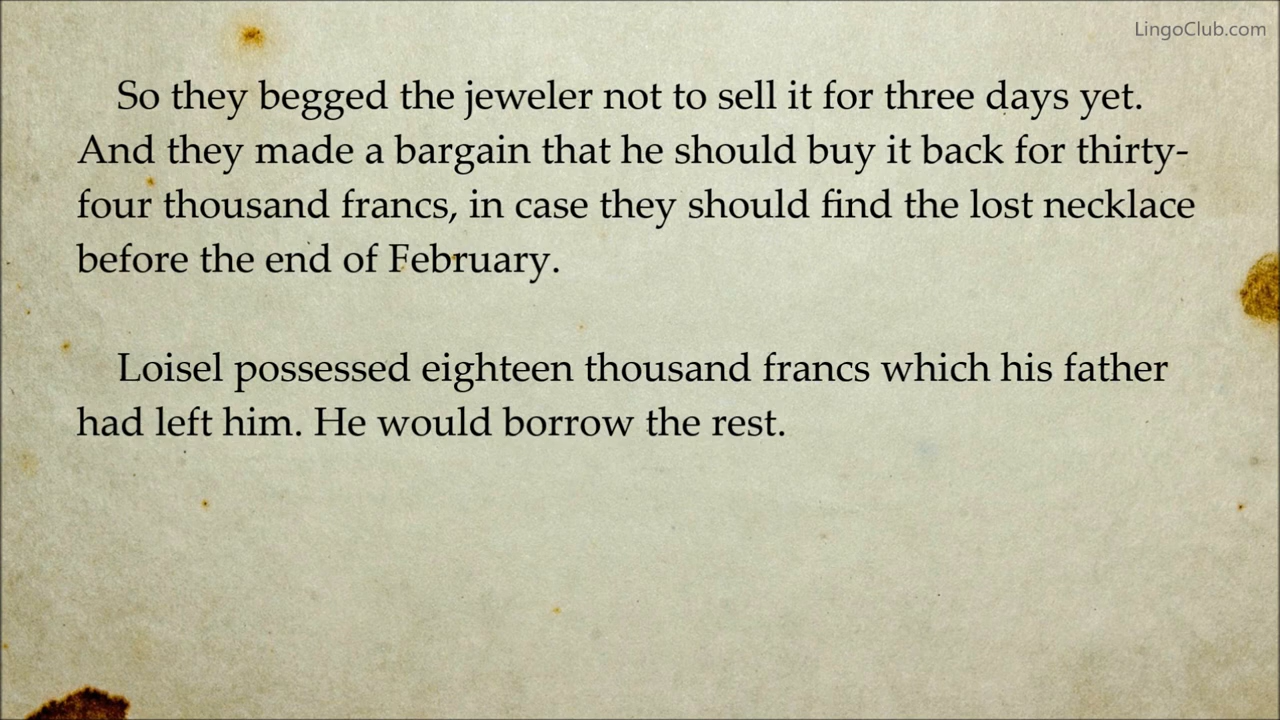 LingoClub.com
So they begged the jeweler not to sell it for three days yet.
And they made a bargain that he should buy it back for thirty-
four thousand francs, in case they should find the lost necklace
before the end of February.
Loisel possessed eighteen thousand francs which his father
had left him. He would borrow the rest.